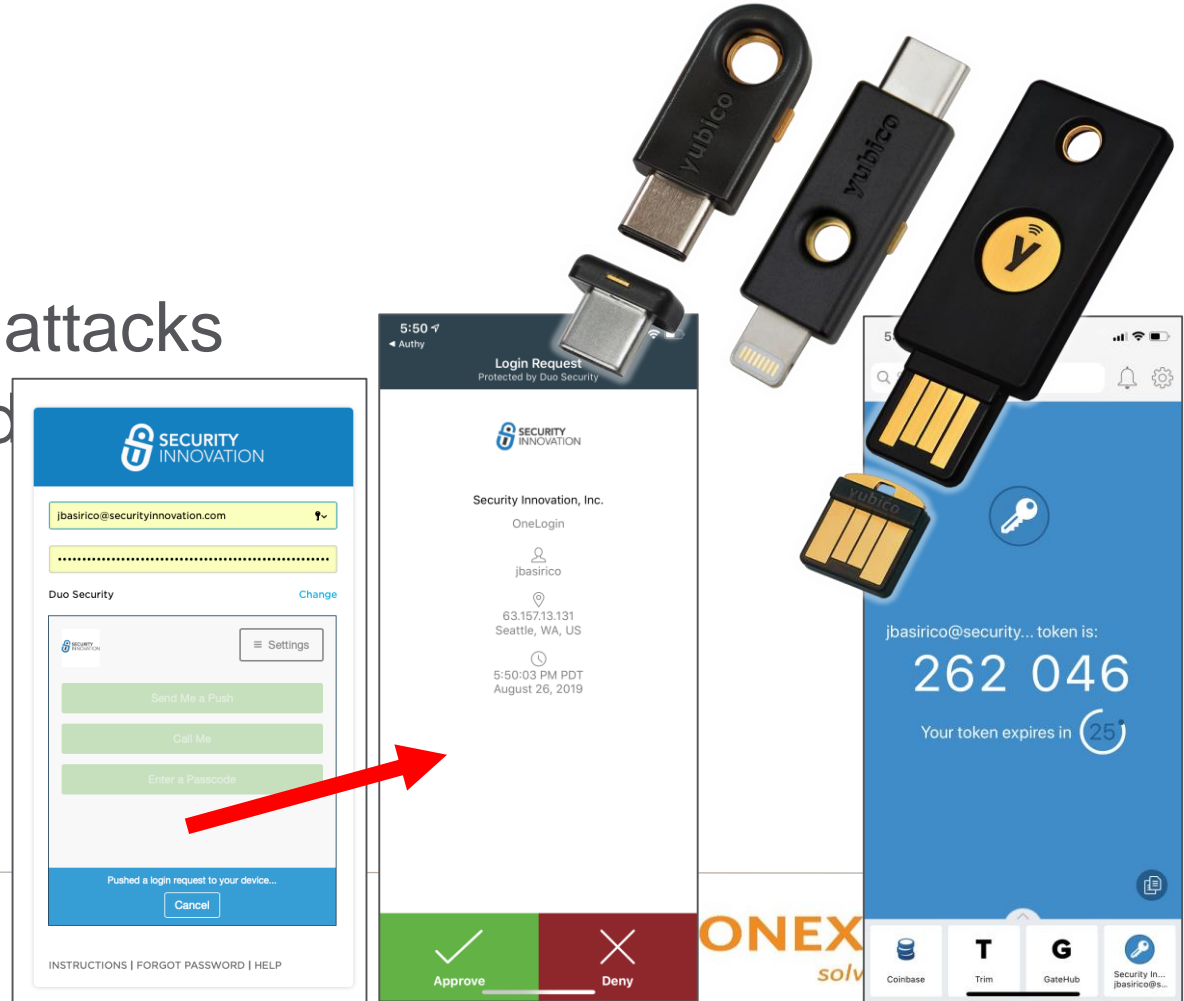 yubico
yubico
y
yubico
attacks
d
SECURITY
INNOVATION
jbasirico@securityinnovation.com
Duo Security
Change
SECURITY
INNOVATION
Settings
Send Me a Push
Call Me
Enter a Passcode
Pushed a login request to your device...
Cancel
INSTRUCTIONS | FORGOT PASSWORD | HELP
5:50
Authy
Login Request
Protected by Duo Security
SECURITY
INNOVATION
Security Innovation, Inc.
OneLogin
jbasirico
63.157.13.131
Seattle, WA, US
5:50:03 PM PDT
August 26, 2019
Approve
Deny
ONEX
solv
5:
jbasirico@security... token is:
262 046
Your token expires in 25
Coinbase
T
Trim
G
GateHub
Security In...
jbasirico@s...